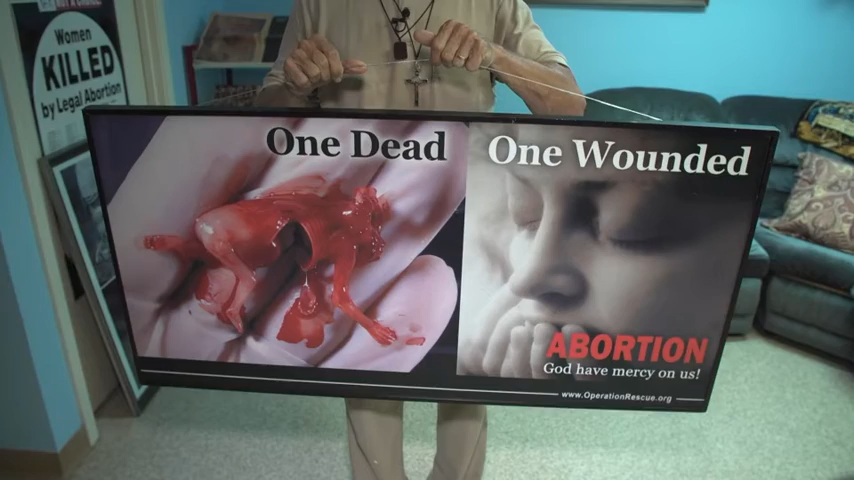 Women
KILLED
by Legal Abortion
One Dead
One Wounded
ABORTION
God have mercy on us!
www.OperationRescue.org